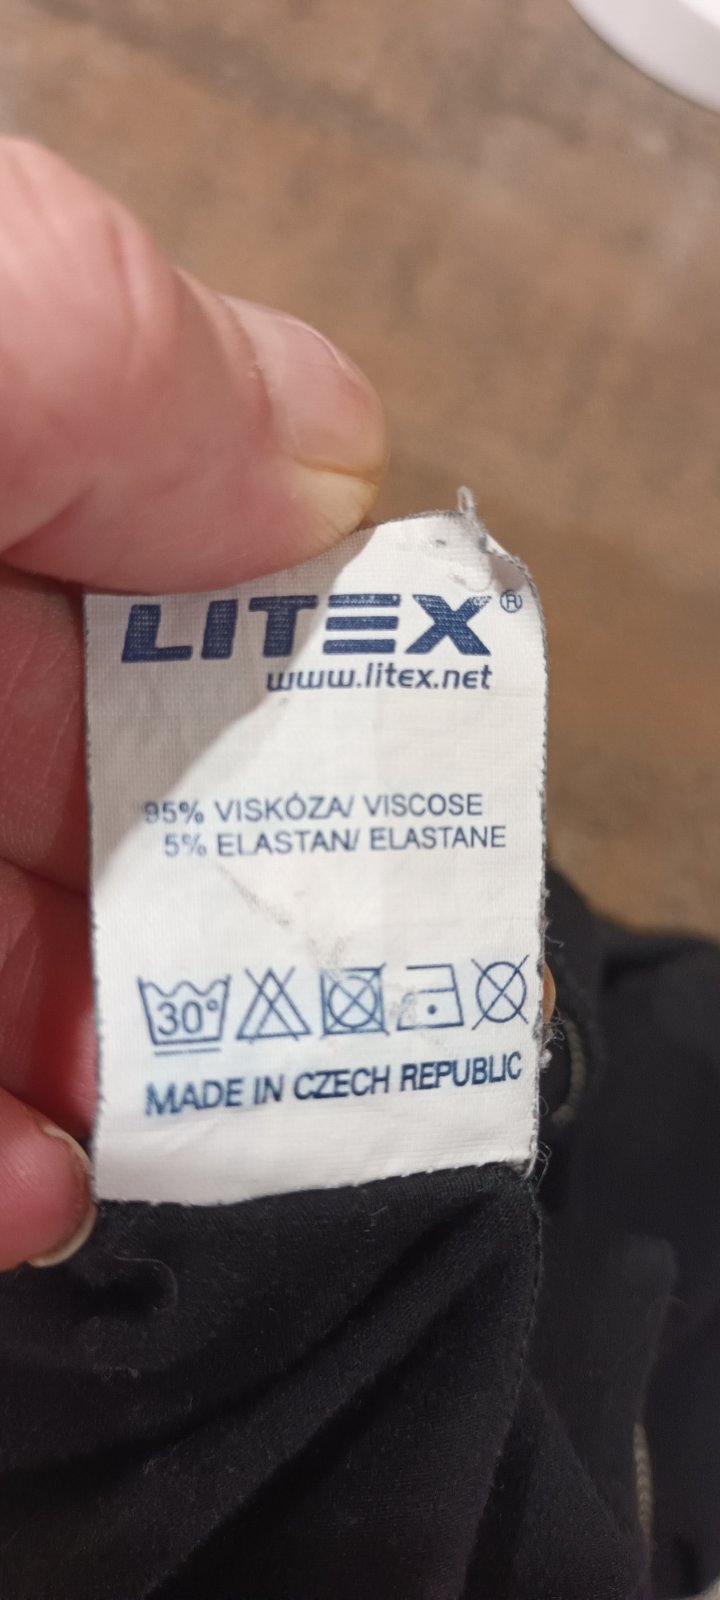 LITEX®
www.litex.net
95% VISKÓZA/ VISCOSE
5% ELASTAN/ ELASTANE
30°
MADE IN CZECH REPUBLIC